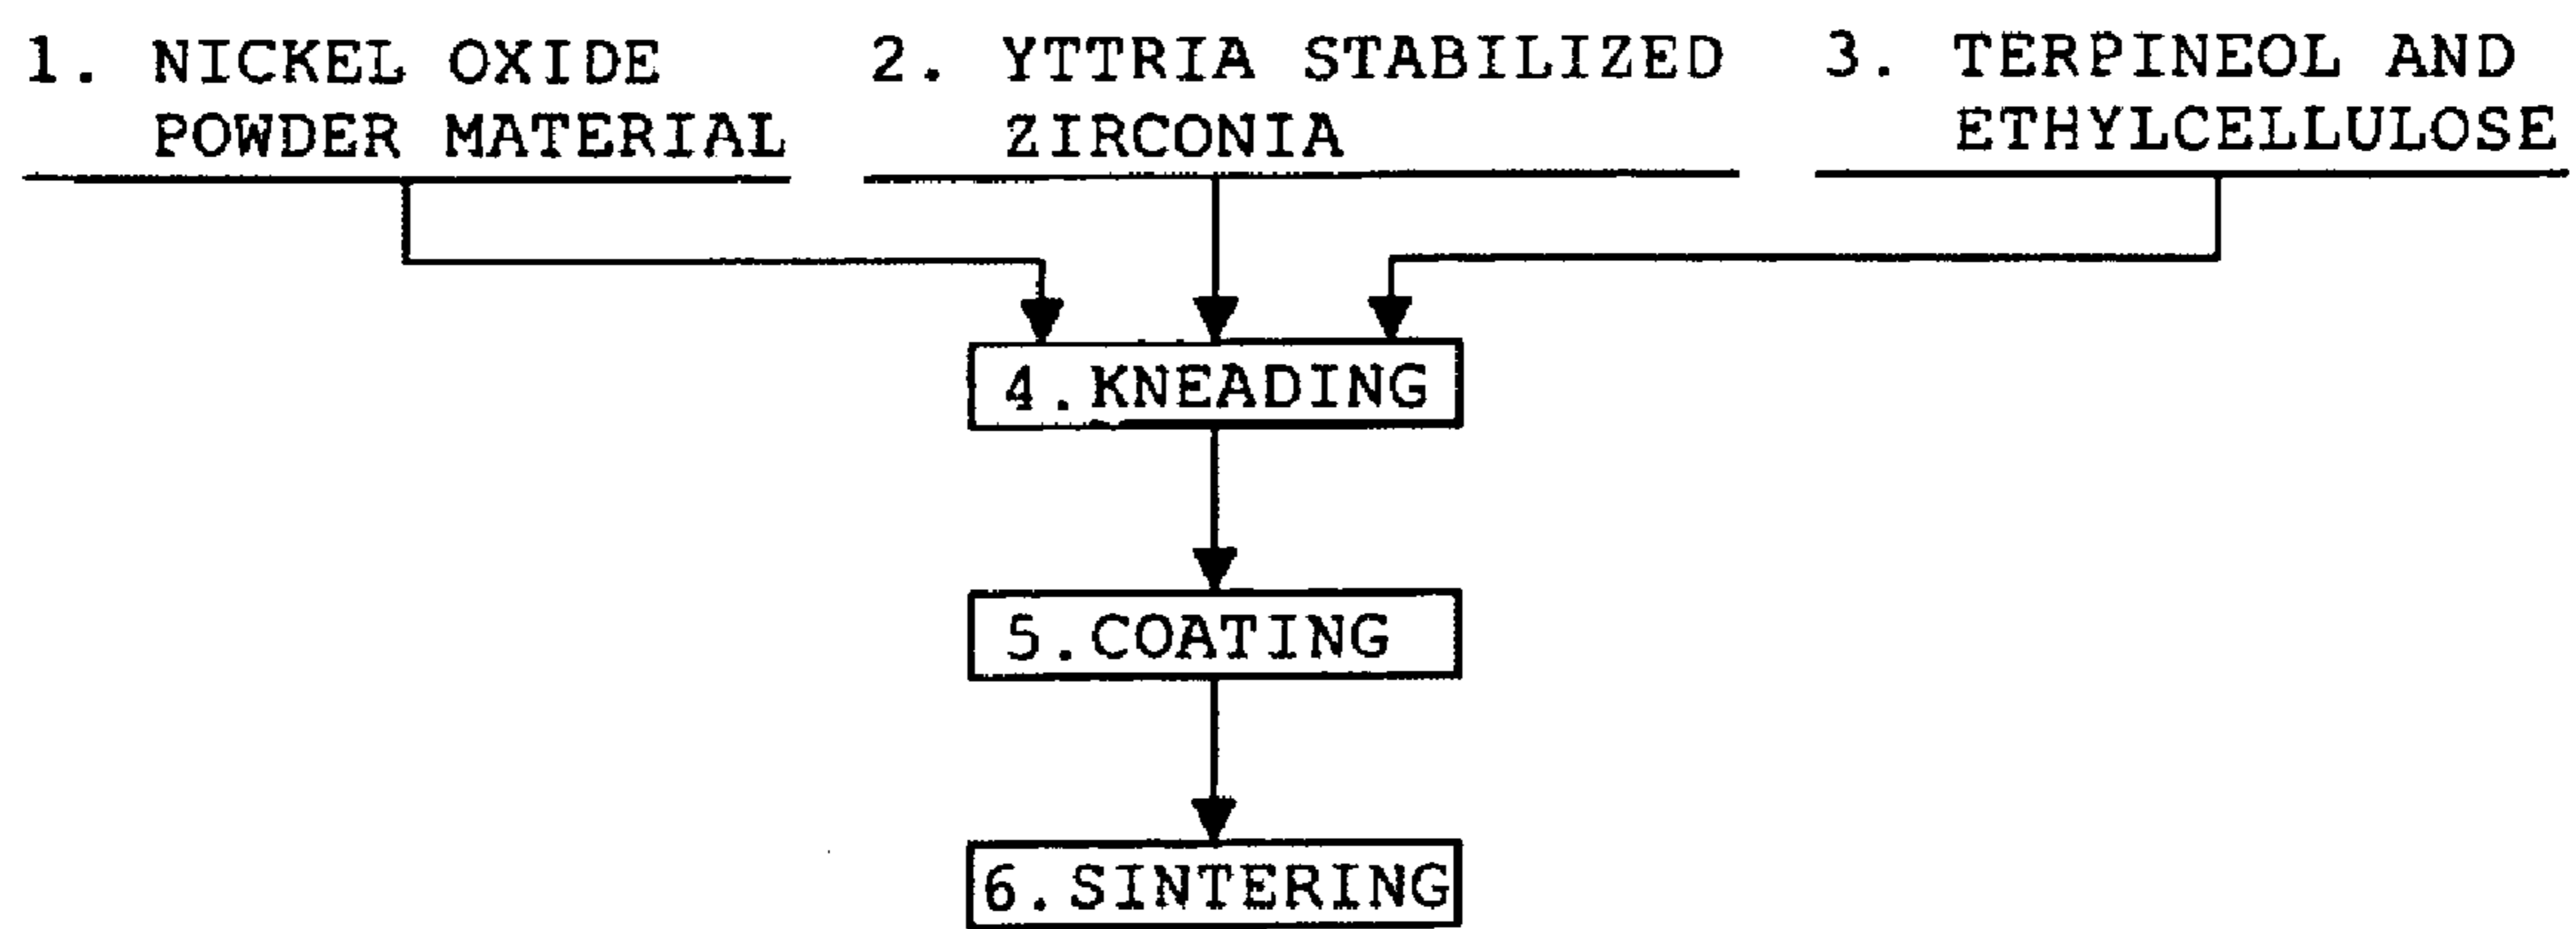 1. NICKEL OXIDE
POWDER MATERIAL
2. YTTRIA STABILIZED
ZIRCONIA
3. TERPINEOL AND
ETHYLCELLULOSE
4.KNEADING
5.COATING
6.SINTERING